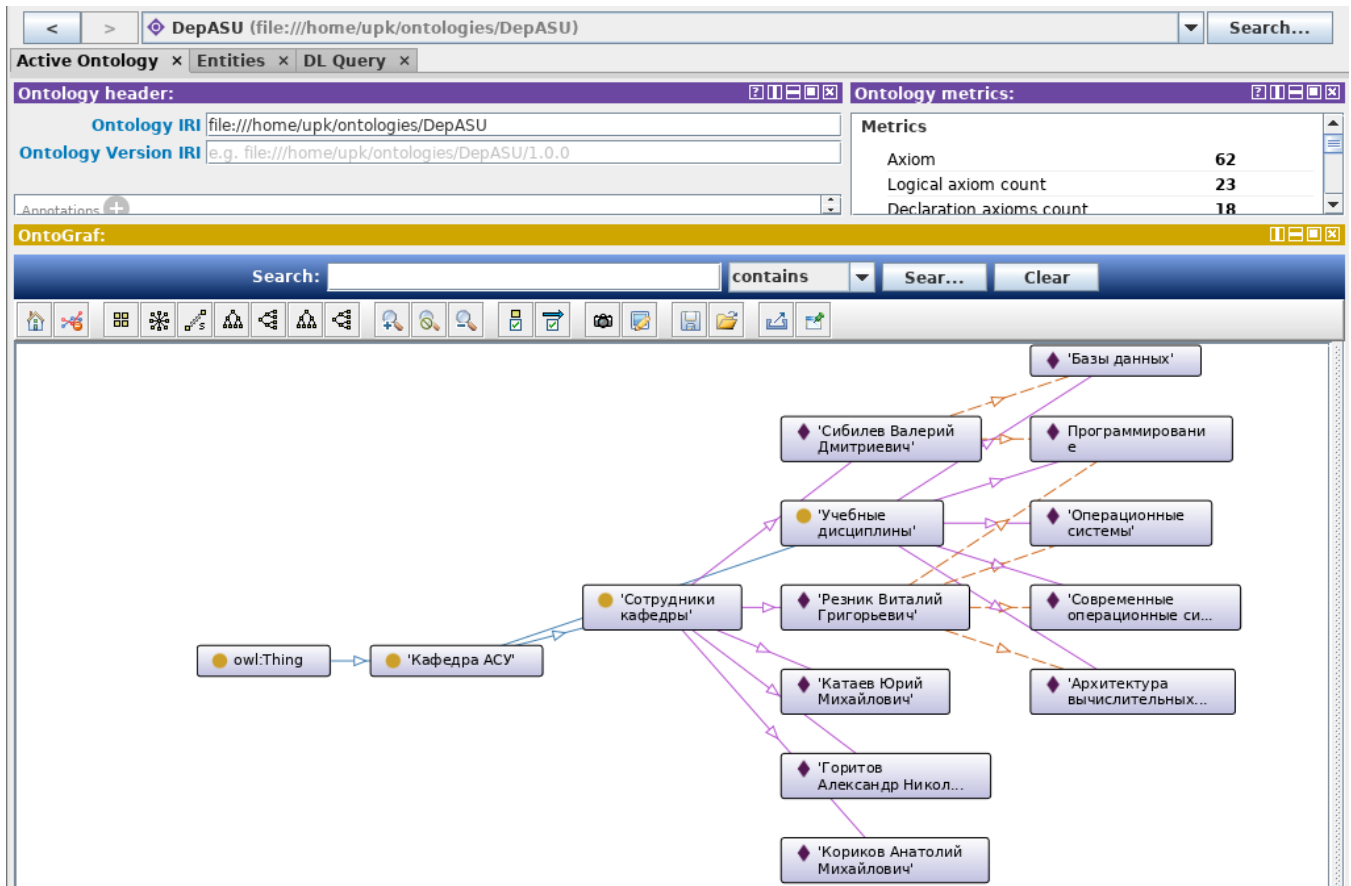 < > DepASU (file:///home/upk/ontologies/DepASU) Search...
Active Ontology × Entities × DL Query ×
Ontology header:
Ontology IRI file:///home/upk/ontologies/DepASU
Ontology Version IRI e.g. file:///home/upk/ontologies/DepASU/1.0.0
Annotations
Ontology metrics:
Metrics
Axiom 62
Logical axiom count 23
Declaration axioms count 18
OntoGraf:
Search: contains Sear... Clear
'Базы данных'
'Сибилев Валерий
Дмитриевич'
Программировани
е
'Учебные
дисциплины'
'Операционные
системы'
'Сотрудники
кафедры'
'Резник Виталий
Григорьевич'
'Современные
операционные си...
owl:Thing
'Кафедра АСУ'
'Катаев Юрий
Михайлович'
'Архитектура
вычислительных...
'Горитов
Александр Никол...
'Кориков Анатолий
Михайлович'